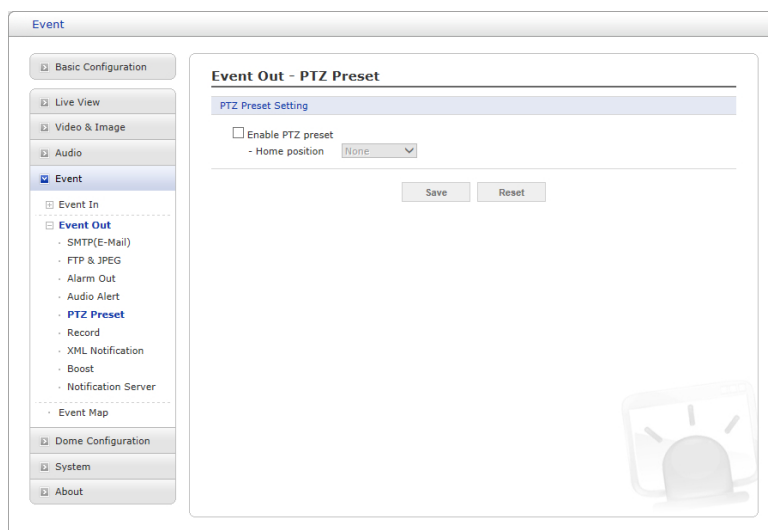 Event
Basic Configuration
Live View
Video & Image
Audio
Event
Event In
Event Out
SMTP(E-Mail)
FTP & JPEG
Alarm Out
Audio Alert
PTZ Preset
Record
XML Notification
Boost
Notification Server
Event Map
Dome Configuration
System
About
Event Out - PTZ Preset
PTZ Preset Setting
Enable PTZ preset
- Home position None
Save Reset